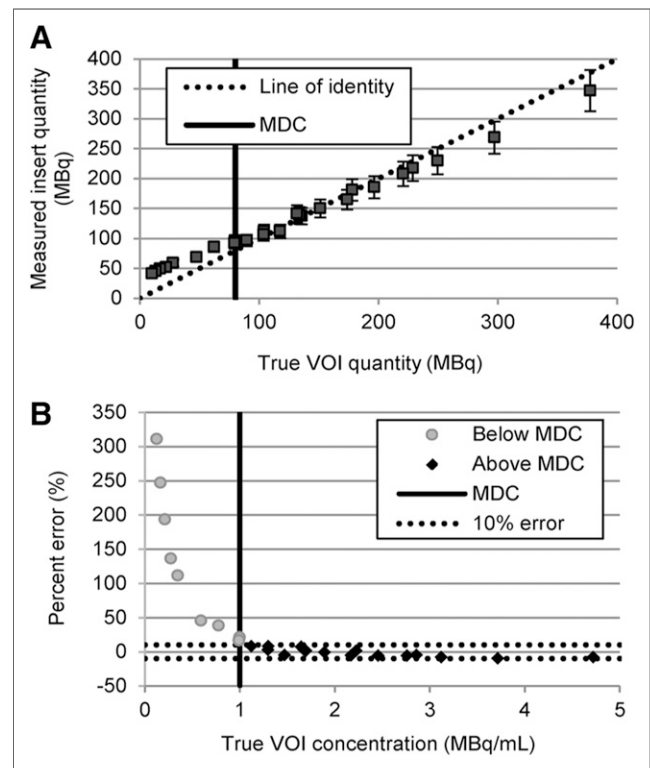 A
400
350
300
250
200
150
100
50
0
Measured insert quantity
(MBq)
Line of identity
MDC
0 100 200 300 400
True VOI quantity (MBq)
B
350
300
250
200
150
100
50
0
-50
Percent error (%)
Below MDC
Above MDC
MDC
10% error
0 1 2 3 4 5
True VOI concentration (MBq/mL)